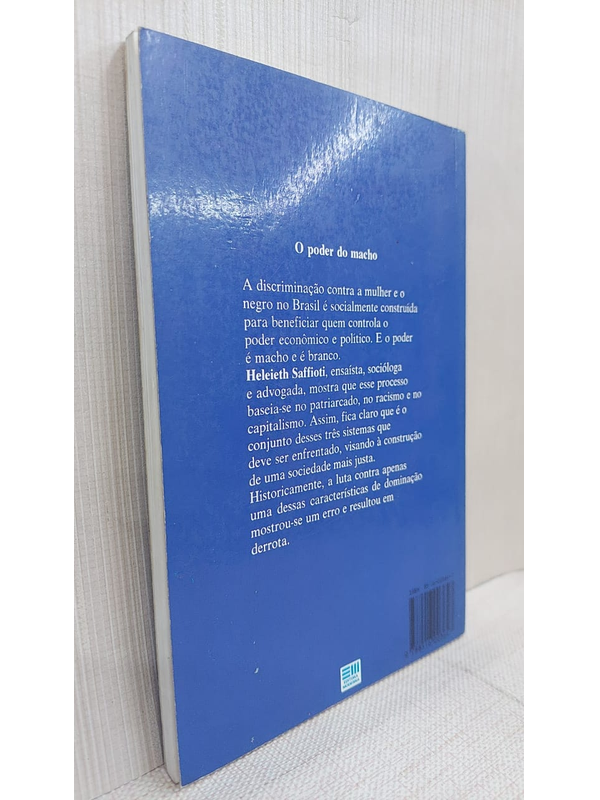 O poder do macho
A discriminação contra a mulher e o
negro no Brasil é socialmente construída
para beneficiar quem controla o
poder econômico e político. E o poder
é macho e é branco.
Heleieth Saffioti, ensaísta, socióloga
e advogada, mostra que esse processo
baseia-se no patriarcado, no racismo e no
capitalismo. Assim, fica claro que é o
conjunto desses três sistemas que
deve ser enfrentado, visando à construção
de uma sociedade mais justa.
Historicamente, a luta contra apenas
uma dessas características de dominação
mostrou-se um erro e resultou em
derrota.